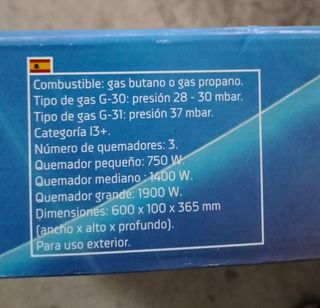 Combustible: gas butano o gas propano.
Tipo de gas G-30: presión 28 - 30 mbar.
Tipo de gas G-31: presión 37 mbar.
Categoría I3+.
Número de quemadores: 3.
Quemador pequeño: 750 W.
Quemador mediano : 1400 W.
Quemador grande: 1900 W.
Dimensiones: 600 x 100 x 365 mm
(ancho x alto x profundo).
Para uso exterior.